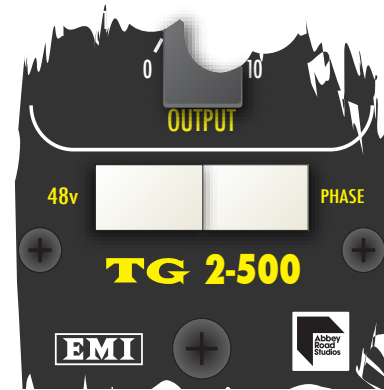 0 10
OUTPUT
48v PHASE
TG 2-500
EMI
Abbey
Road
Studios